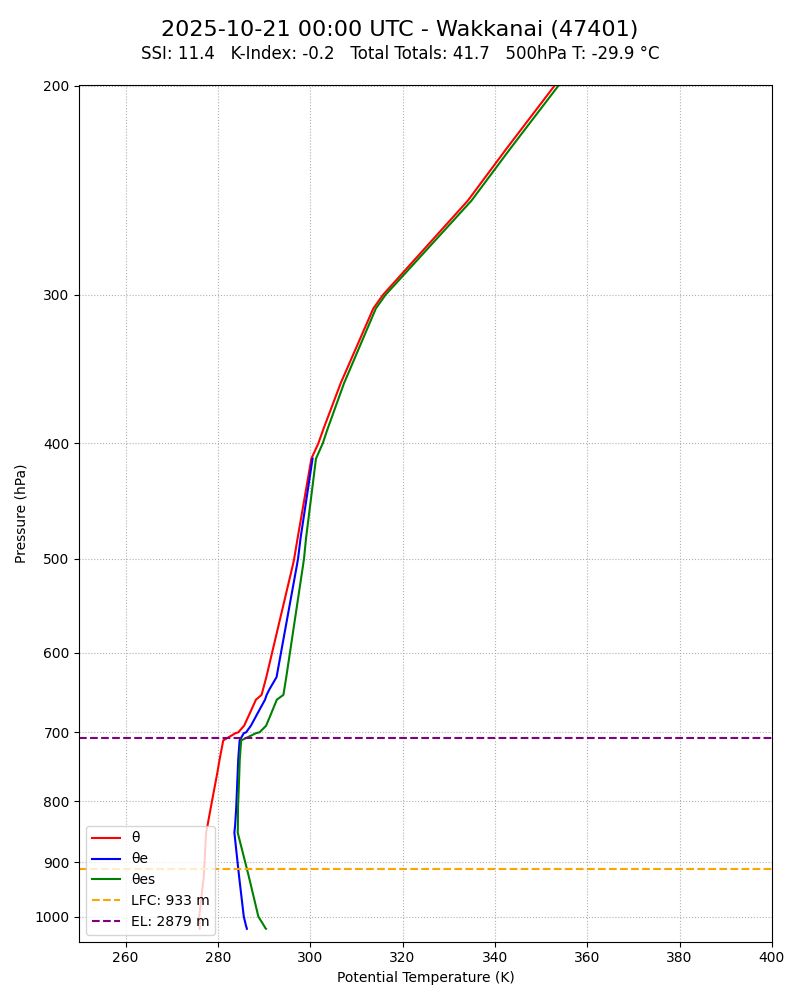 2025-10-21 00:00 UTC - Wakkanai (47401)
SSI: 11.4   K-Index: -0.2   Total Totals: 41.7   500hPa T: -29.9 °C
200
300
400
500
600
700
800
900
1000
Pressure (hPa)
θ
θe
θes
LFC: 933 m
EL: 2879 m
260 280 300 320 340 360 380 400
Potential Temperature (K)